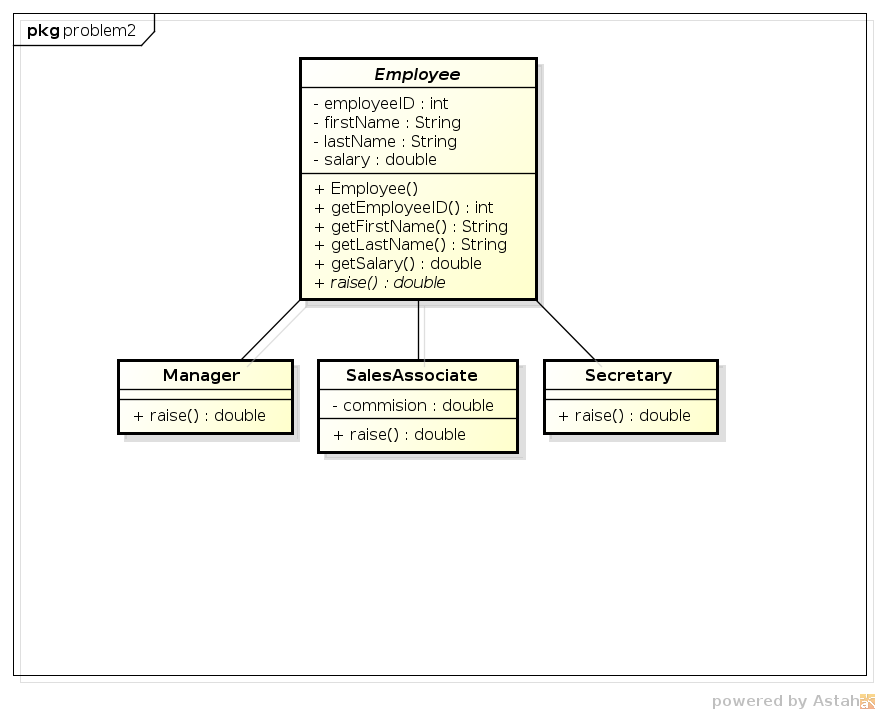 pkg problem2
Employee
- employeeID : int
- firstName : String
- lastName : String
- salary : double
+ Employee()
+ getEmployeeID() : int
+ getFirstName() : String
+ getLastName() : String
+ getSalary() : double
+ raise() : double
Manager
+ raise() : double
SalesAssociate
- commision : double
+ raise() : double
Secretary
+ raise() : double
powered by Astah